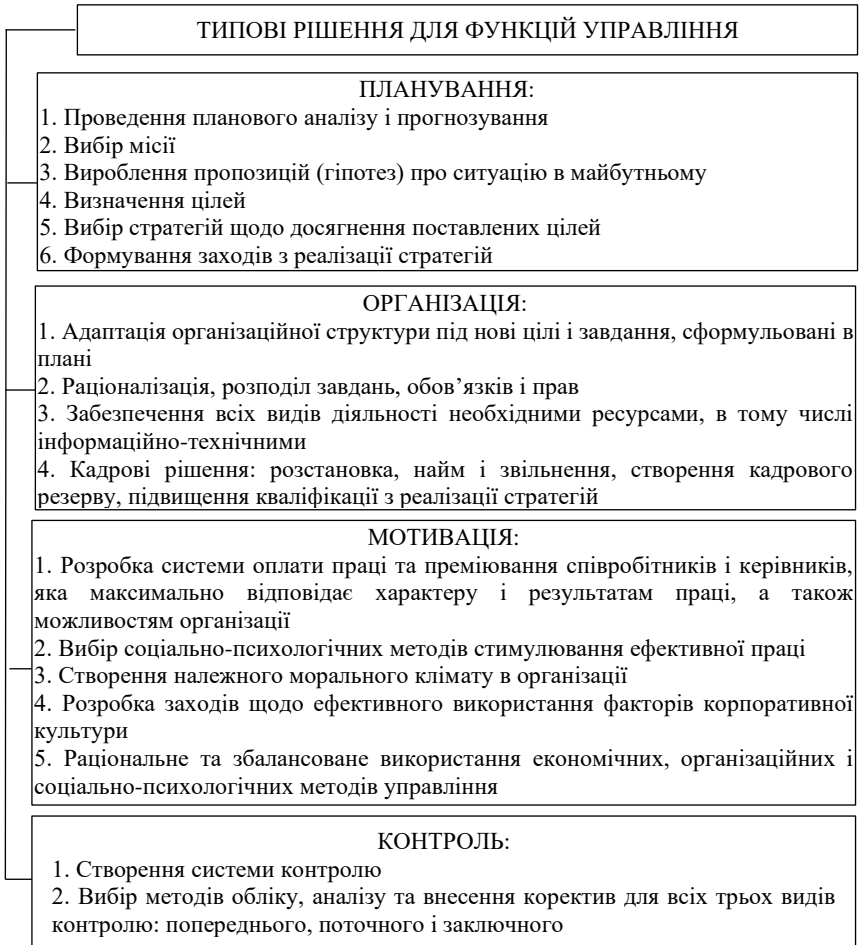 ТИПОВІ РІШЕННЯ ДЛЯ ФУНКЦІЙ УПРАВЛІННЯ
ПЛАНУВАННЯ:
1. Проведення планового аналізу і прогнозування
2. Вибір місії
3. Вироблення пропозицій (гіпотез) про ситуацію в майбутньому
4. Визначення цілей
5. Вибір стратегій щодо досягнення поставлених цілей
6. Формування заходів з реалізації стратегій
ОРГАНІЗАЦІЯ:
1. Адаптація організаційної структури під нові цілі і завдання, сформульовані в
плані
2. Раціоналізація, розподіл завдань, обов’язків і прав
3. Забезпечення всіх видів діяльності необхідними ресурсами, в тому числі
інформаційно-технічними
4. Кадрові рішення: розстановка, найм і звільнення, створення кадрового
резерву, підвищення кваліфікації з реалізації стратегій
МОТИВАЦІЯ:
1. Розробка системи оплати праці та преміювання співробітників і керівників,
яка максимально відповідає характеру і результатам праці, а також
можливостям організації
2. Вибір соціально-психологічних методів стимулювання ефективної праці
3. Створення належного морального клімату в організації
4. Розробка заходів щодо ефективного використання факторів корпоративної
культури
5. Раціональне та збалансоване використання економічних, організаційних і
соціально-психологічних методів управління
КОНТРОЛЬ:
1. Створення системи контролю
2. Вибір методів обліку, аналізу та внесення коректив для всіх трьох видів
контролю: попереднього, поточного і заключного